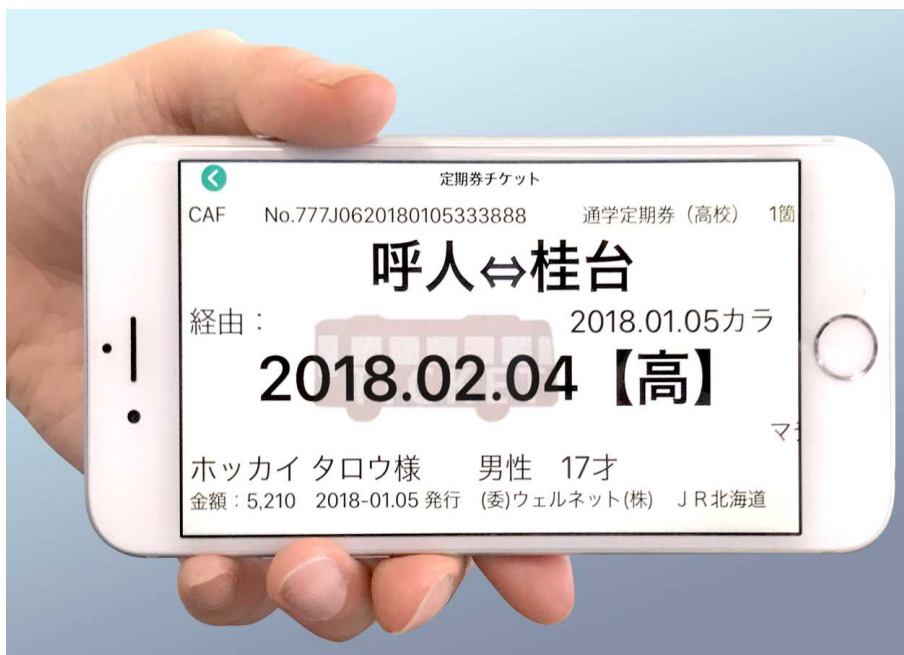 定期券チケット
CAF No.777J0620180105333888 通学定期券（高校） 1箇
呼人⇔桂台
経由： 2018.01.05カラ
2018.02.04【高】
マ
ホッカイ タロウ様 男性 17才
金額：5,210 2018-01.05 発行 (委)ウェルネット(株) ＪＲ北海道